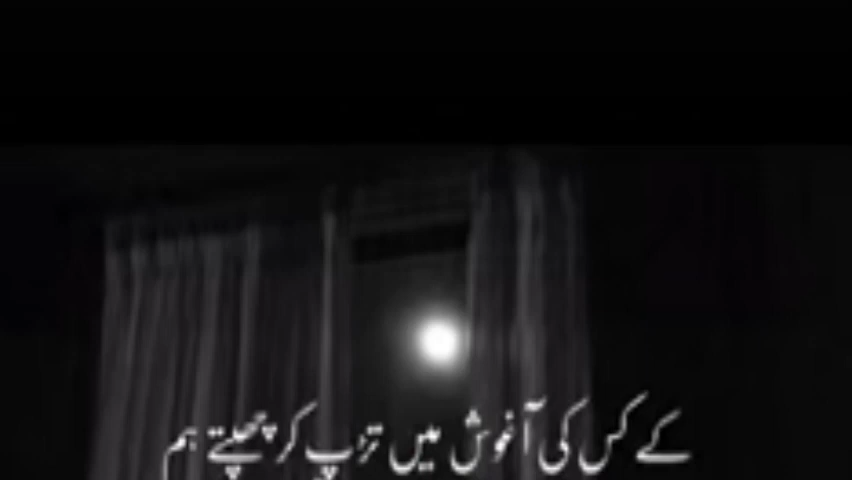 کے کس کی آغوش میں تڑپ کر چھپتے ہم